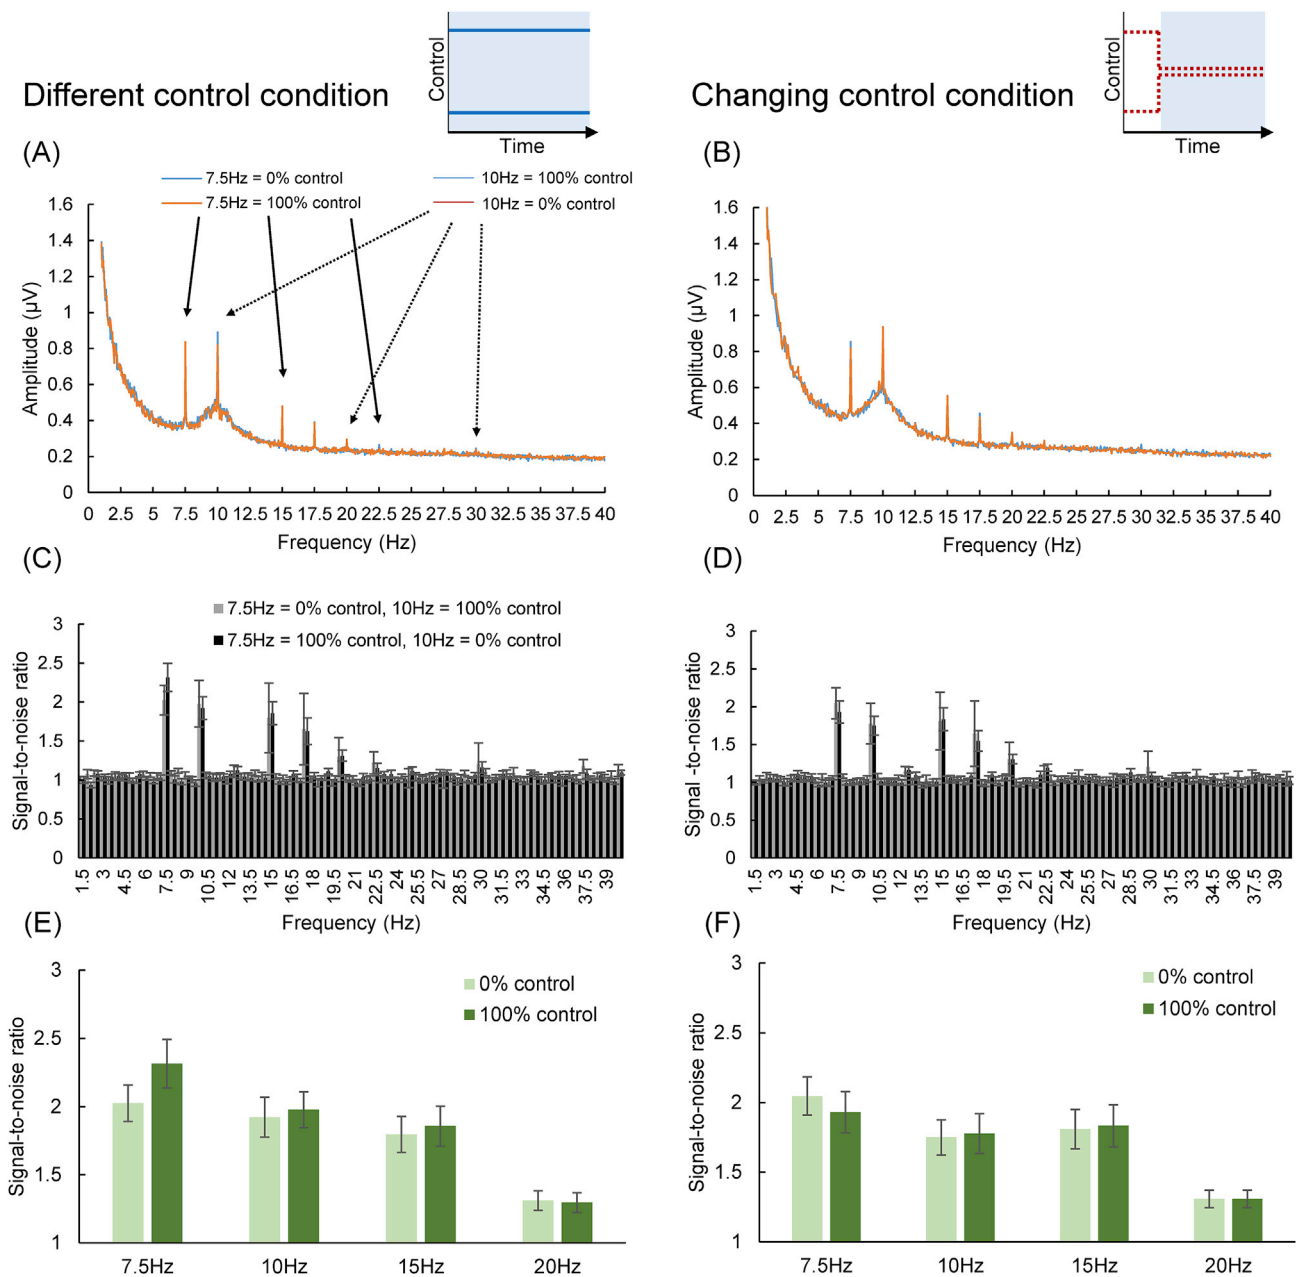 Control
Time
Different control condition
Control
Time
Changing control condition
(A)
7.5Hz = 0% control
10Hz = 100% control
7.5Hz = 100% control
10Hz = 0% control
Amplitude (µV)
1.6
1.4
1.2
1
0.8
0.6
0.4
0.2
0
0 2.5 5 7.5 10 12.5 15 17.5 20 22.5 25 27.5 30 32.5 35 37.5 40
Frequency (Hz)
(B)
Amplitude (µV)
1.6
1.4
1.2
1
0.8
0.6
0.4
0.2
0
0 2.5 5 7.5 10 12.5 15 17.5 20 22.5 25 27.5 30 32.5 35 37.5 40
Frequency (Hz)
(C)
7.5Hz = 0% control, 10Hz = 100% control
7.5Hz = 100% control, 10Hz = 0% control
Signal-to-noise ratio
3
2.5
2
1.5
1
0.5
0
1.5 3 4.5 6 7.5 9 10.5 12 13.5 15 16.5 18 19.5 21 22.5 24 25.5 27 28.5 30 31.5 33 34.5 36 37.5 39
Frequency (Hz)
(D)
Signal -to-noise ratio
3
2.5
2
1.5
1
0.5
0
1.5 3 4.5 6 7.5 9 10.5 12 13.5 15 16.5 18 19.5 21 22.5 24 25.5 27 28.5 30 31.5 33 34.5 36 37.5 39
Frequency (Hz)
(E)
0% control
100% control
Signal-to-noise ratio
3
2.5
2
1.5
1
7.5Hz 10Hz 15Hz 20Hz
(F)
0% control
100% control
Signal-to-noise ratio
3
2.5
2
1.5
1
7.5Hz 10Hz 15Hz 20Hz